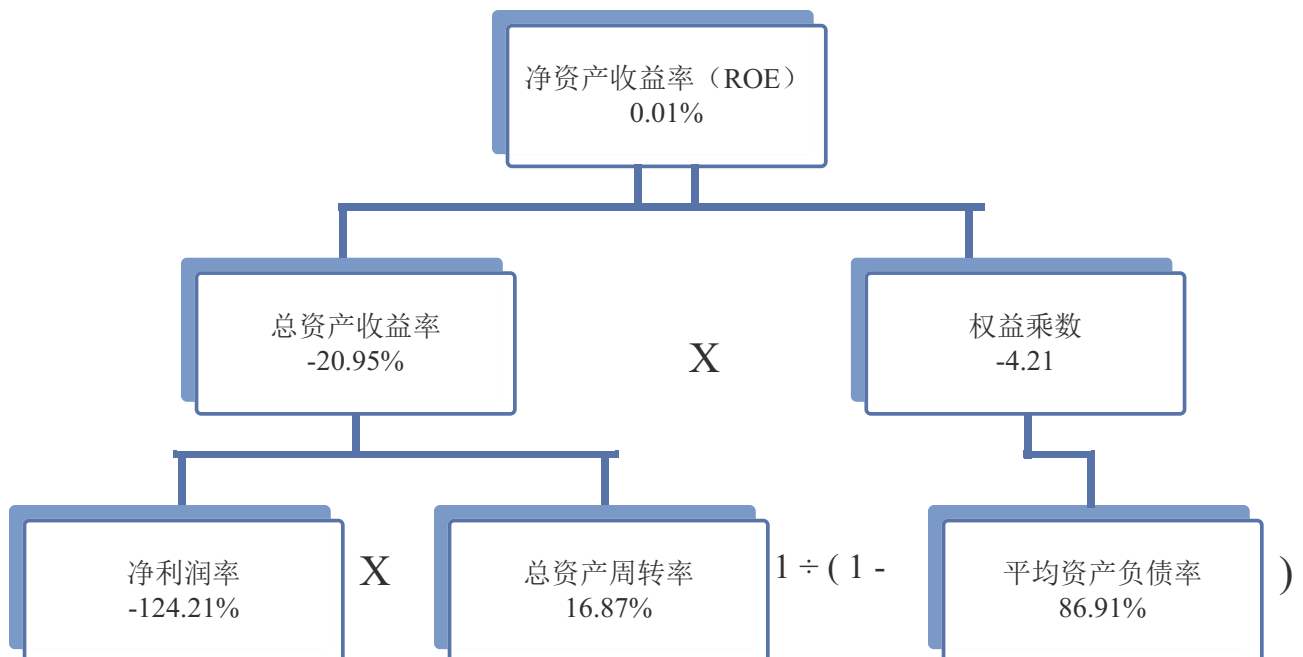 净资产收益率（ROE）
0.01%
总资产收益率
-20.95%
X
权益乘数
-4.21
净利润率
-124.21%
X
总资产周转率
16.87%
1 ÷ ( 1 -
平均资产负债率
86.91%
)